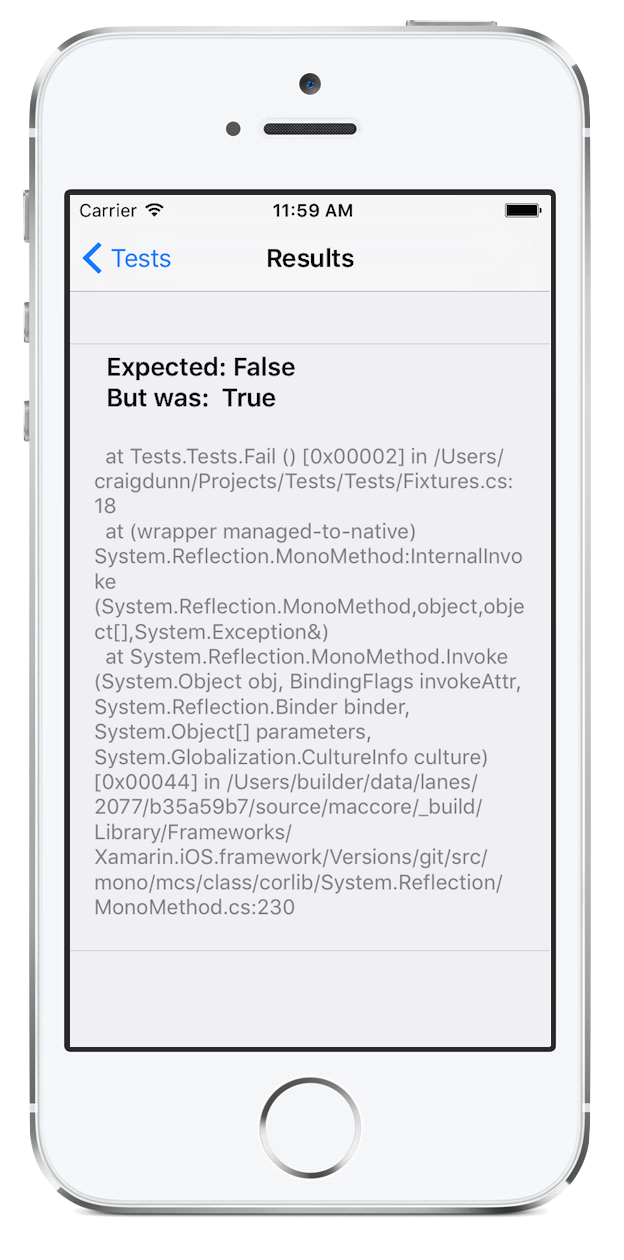 Carrier 11:59 AM
Tests Results
Expected: False
But was: True
at Tests.Tests.Fail () [0x00002] in /Users/
craigdunn/Projects/Tests/Tests/Fixtures.cs:
18
at (wrapper managed-to-native)
System.Reflection.MonoMethod:InternalInvo
ke
(System.Reflection.MonoMethod,object,obje
ct[],System.Exception&)
at System.Reflection.MonoMethod.Invoke
(System.Object obj, BindingFlags invokeAttr,
System.Reflection.Binder binder,
System.Object[] parameters,
System.Globalization.CultureInfo culture)
[0x00044] in /Users/builder/data/lanes/
2077/b35a59b7/source/maccore/_build/
Library/Frameworks/
Xamarin.iOS.framework/Versions/git/src/
mono/mcs/class/corlib/System.Reflection/
MonoMethod.cs:230